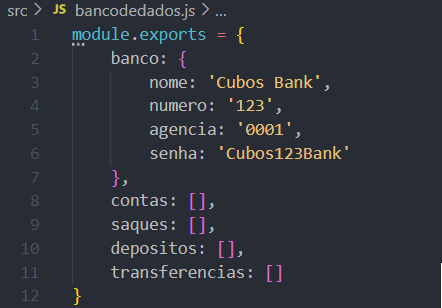 src > JS bancodedados.js > ...
1 module.exports = {
2     banco: {
3         nome: 'Cubos Bank',
4         numero: '123',
5         agencia: '0001',
6         senha: 'Cubos123Bank'
7     },
8     contas: [],
9     saques: [],
10     depositos: [],
11     transferencias: []
12 }